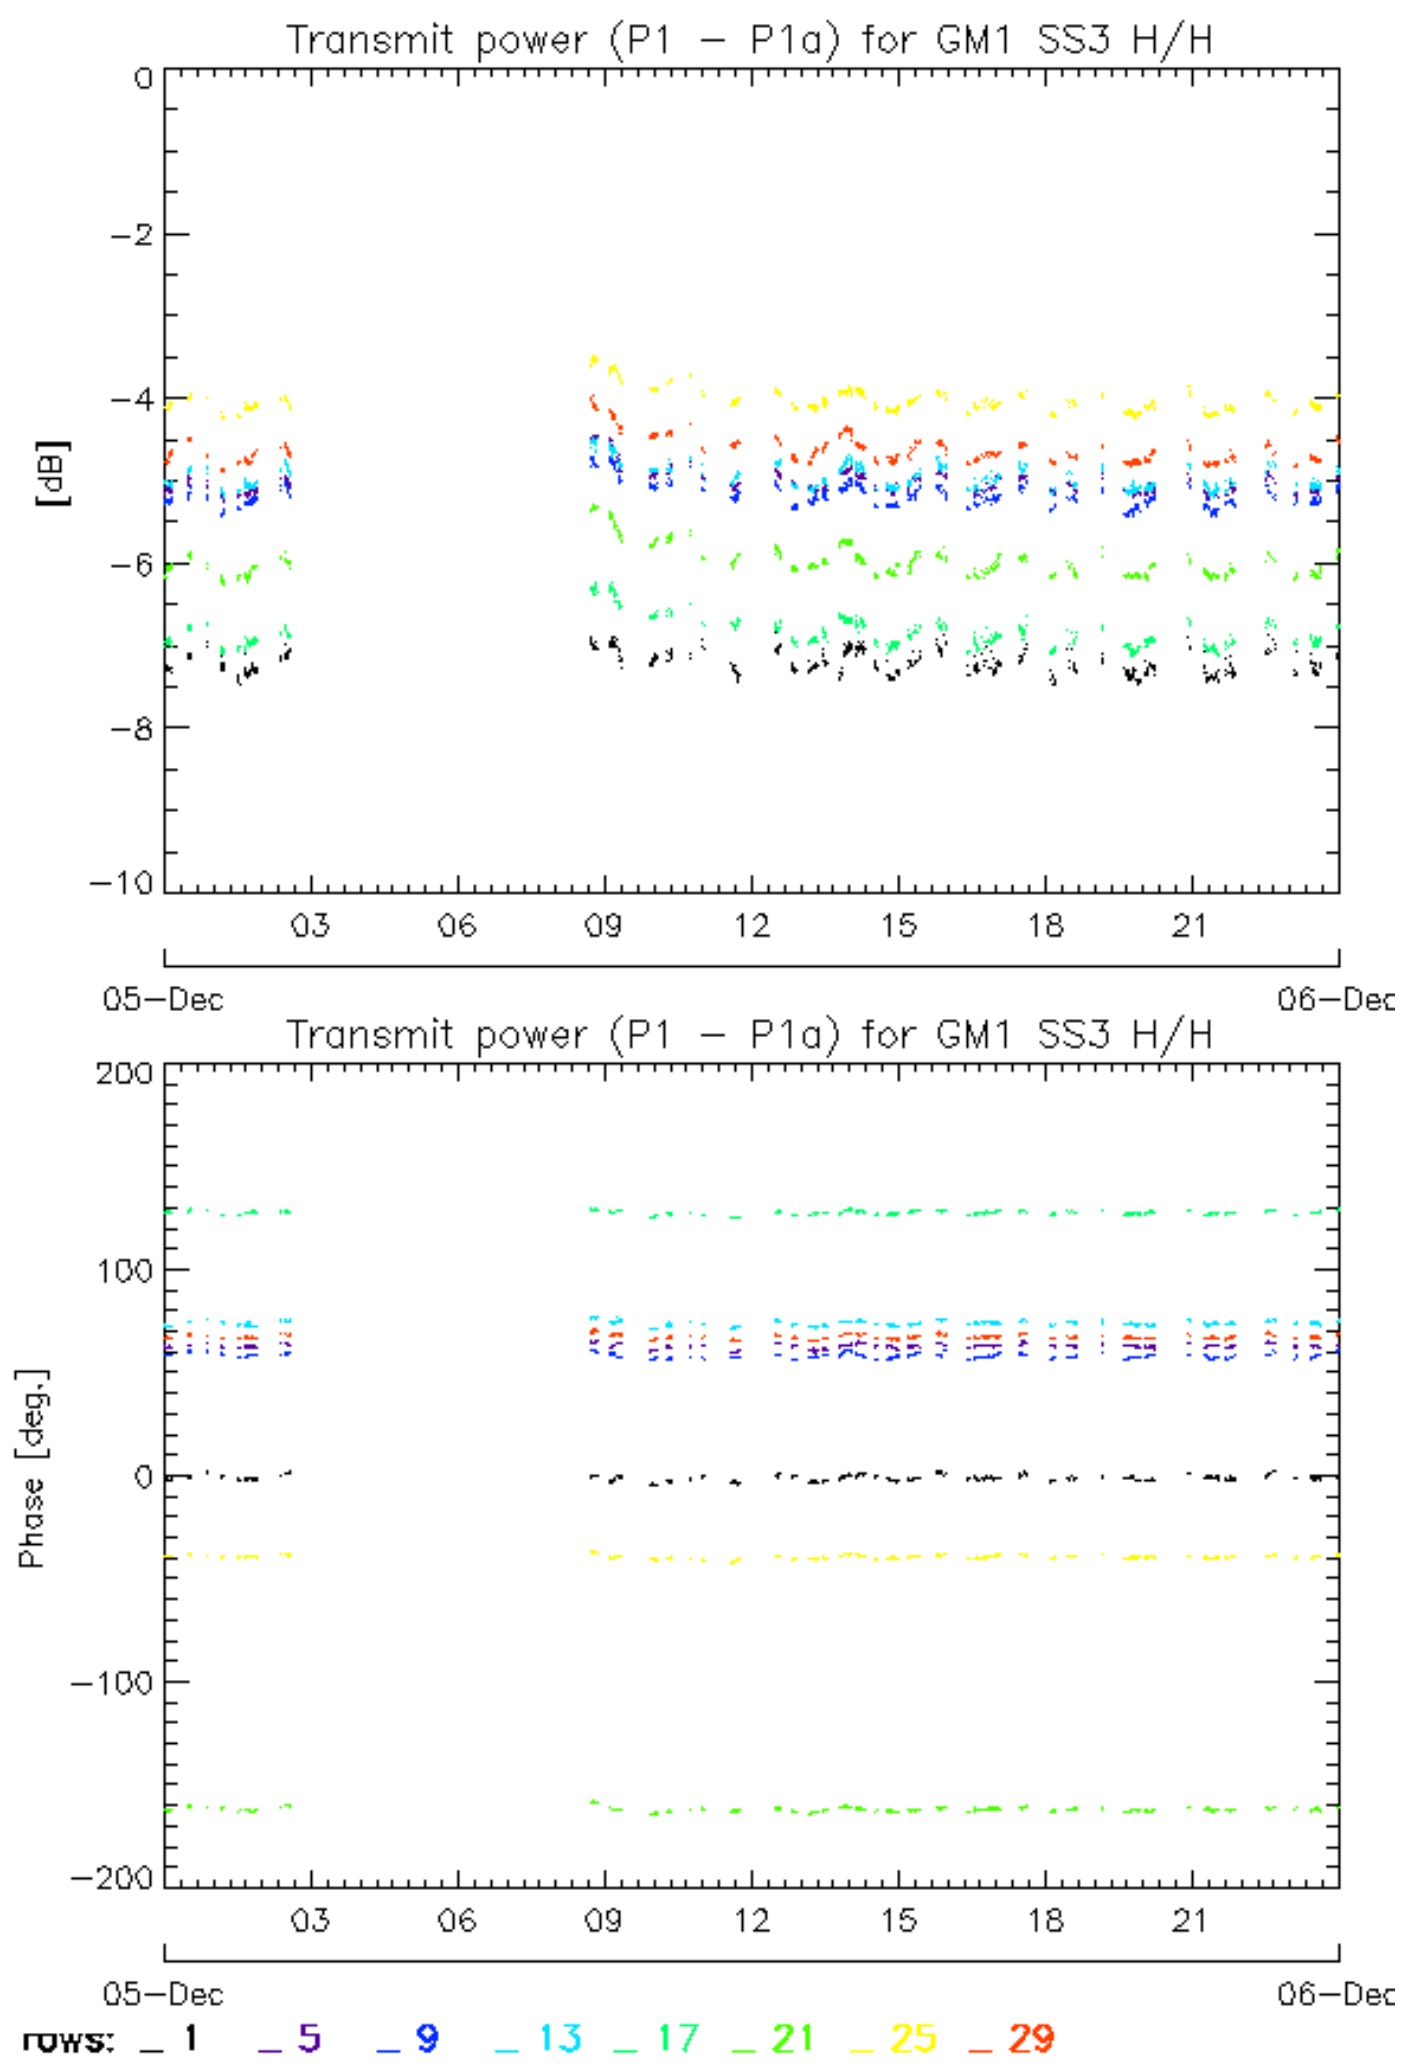 Transmit power (P1 - P1a) for GM1 SS3 H/H
0
-2
-4
-6
-8
-10
[dB]
03 06 09 12 15 18 21
05-Dec 06-Dec
Transmit power (P1 - P1a) for GM1 SS3 H/H
200
100
0
-100
-200
Phase [deg.]
03 06 09 12 15 18 21
05-Dec 06-Dec
rows: _ 1 _ 5 _ 9 _ 13 _ 17 _ 21 _ 25 _ 29